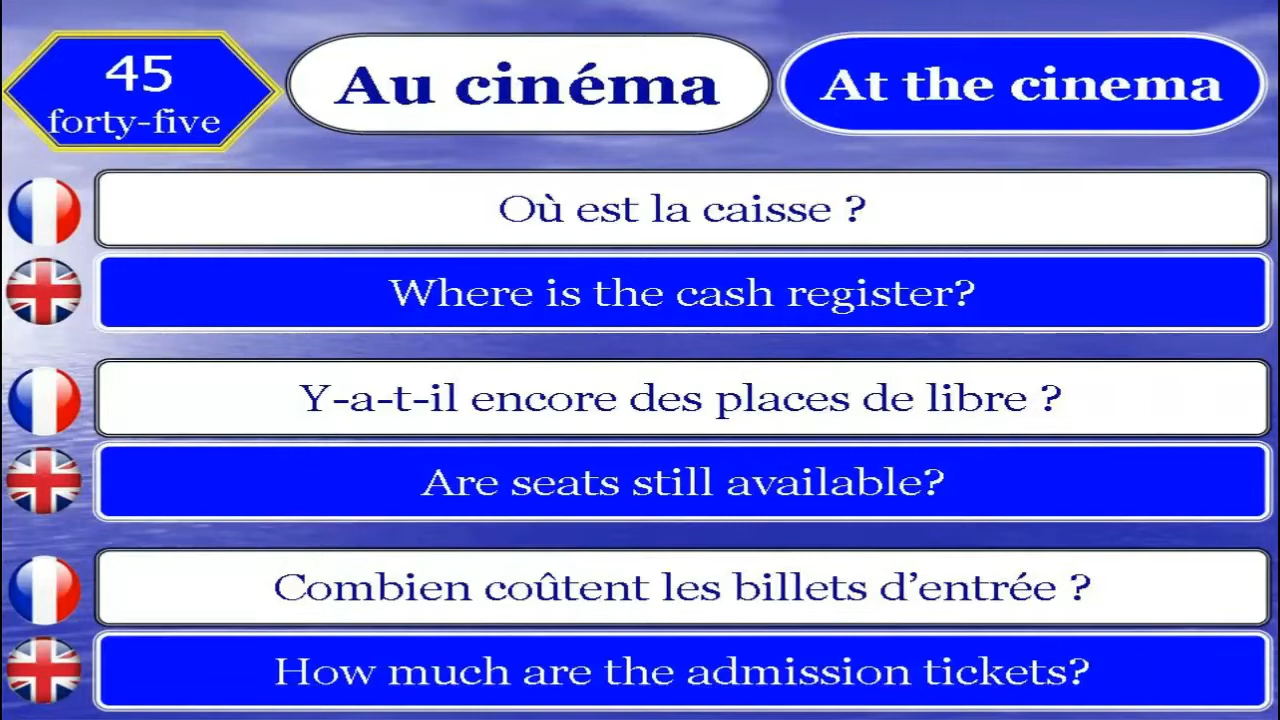 45
forty-five
Au cinéma
At the cinema
Où est la caisse ?
Where is the cash register?
Y-a-t-il encore des places de libre ?
Are seats still available?
Combien coûtent les billets d’entrée ?
How much are the admission tickets?